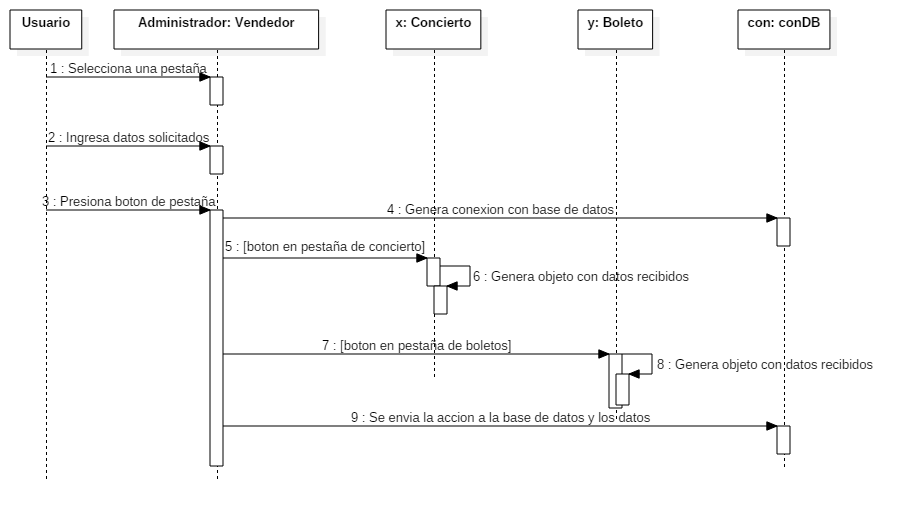 Usuario
Administrador: Vendedor
x: Concierto
y: Boleto
con: conDB
1 : Selecciona una pestaña
2 : Ingresa datos solicitados
3 : Presiona boton de pestaña
4 : Genera conexion con base de datos
5 : [boton en pestaña de concierto]
6 : Genera objeto con datos recibidos
7 : [boton en pestaña de boletos]
8 : Genera objeto con datos recibidos
9 : Se envia la accion a la base de datos y los datos